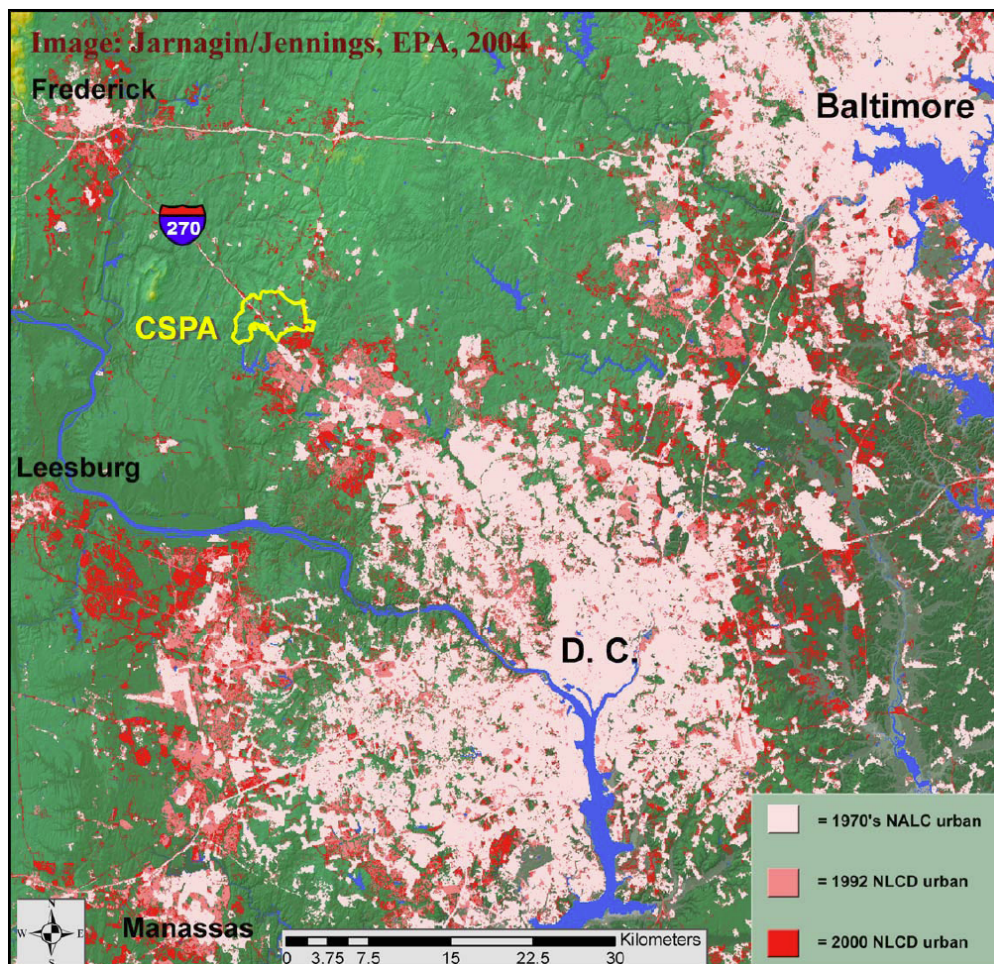 Image: Jarnagin/Jennings, EPA, 2004
Frederick
Baltimore
270
CSPA
Leesburg
D. C.
= 1970's NALC urban
= 1992 NLCD urban
= 2000 NLCD urban
Manassas
N
W E
S
Kilometers
0 3.75 7.5 15 22.5 30